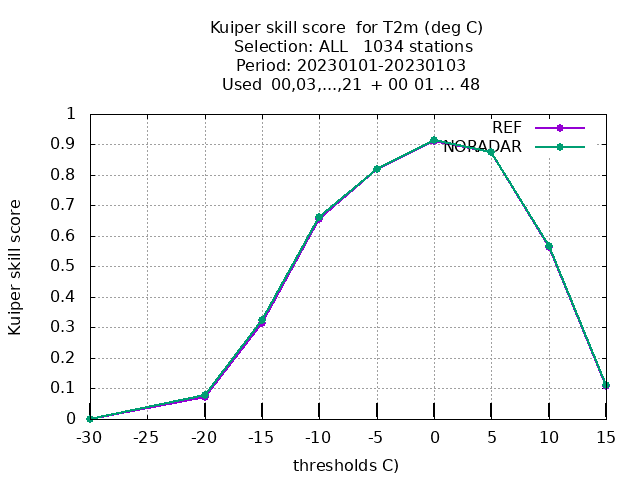 Kuiper skill score  for T2m (deg C)
Selection: ALL   1034 stations
Period: 20230101-20230103
Used  00,03,...,21  + 00 01 ... 48
REF
NORADAR
Kuiper skill score
1
0.9
0.8
0.7
0.6
0.5
0.4
0.3
0.2
0.1
0
-30 -25 -20 -15 -10 -5 0 5 10 15
thresholds C)